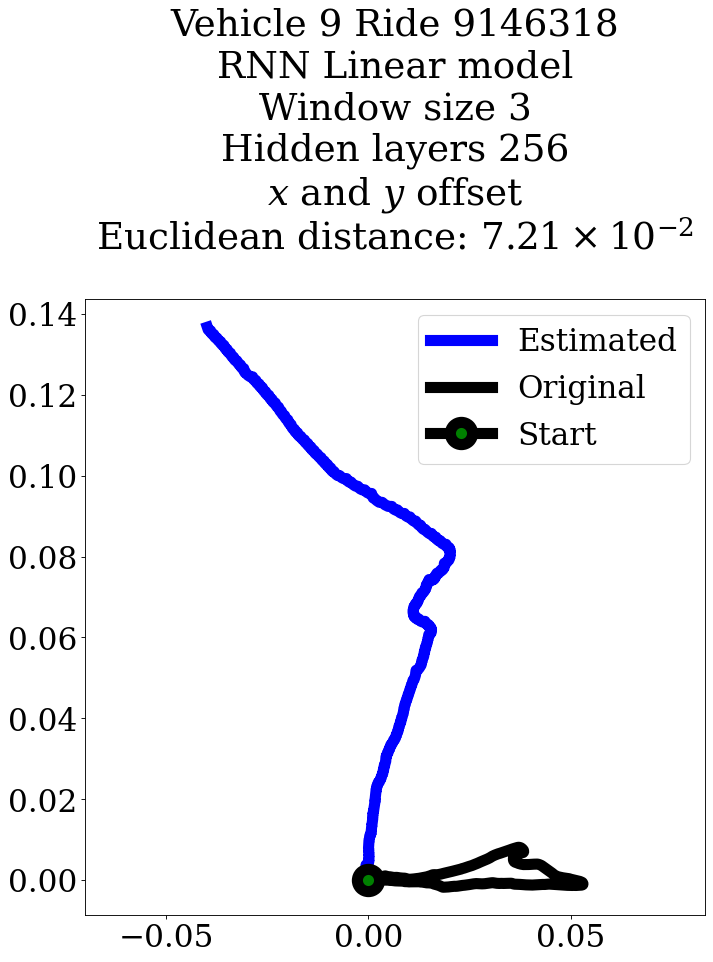 Vehicle 9 Ride 9146318
RNN Linear model
Window size 3
Hidden layers 256
x and y offset
Euclidean distance: 7.21 × 10⁻²
Estimated
Original
Start
0.14
0.12
0.10
0.08
0.06
0.04
0.02
0.00
−0.05 0.00 0.05